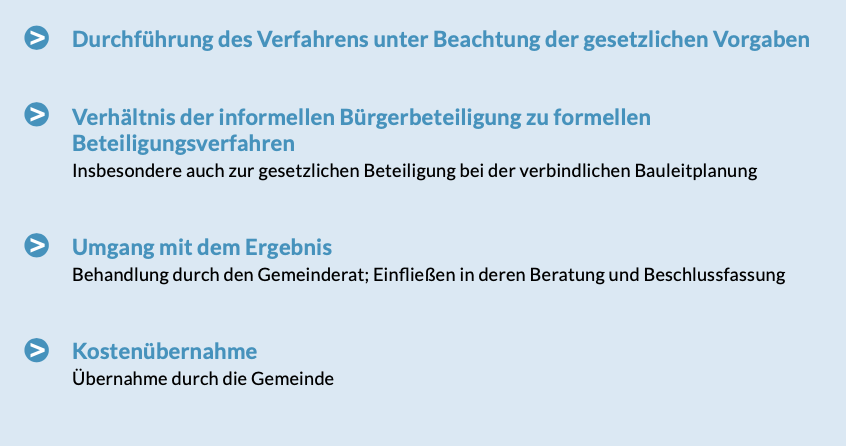 Durchführung des Verfahrens unter Beachtung der gesetzlichen Vorgaben
Verhältnis der informellen Bürgerbeteiligung zu formellen
Beteiligungsverfahren
Insbesondere auch zur gesetzlichen Beteiligung bei der verbindlichen Bauleitplanung
Umgang mit dem Ergebnis
Behandlung durch den Gemeinderat; Einfließen in deren Beratung und Beschlussfassung
Kostenübernahme
Übernahme durch die Gemeinde